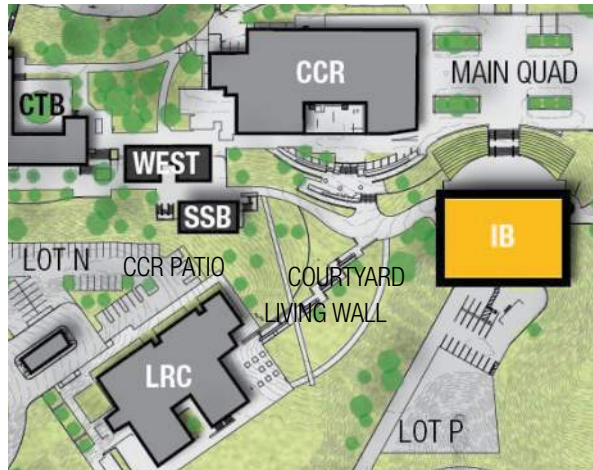 CCR
MAIN QUAD
CTB
WEST
SSB
IB
LOT N
CCR PATIO
COURTYARD
LIVING WALL
LRC
LOT P